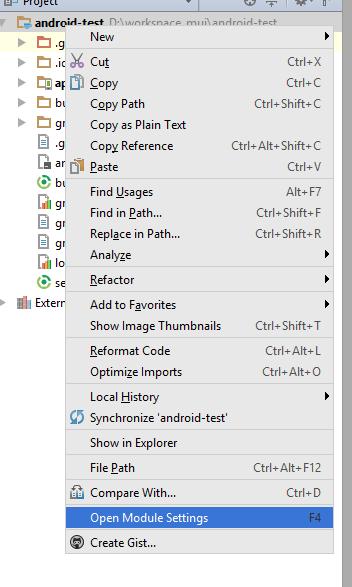 Project
android-test D:\workspace_mui\android-test
.g
.id
ap
bu
gr
.g
an
bu
gr
gr
gr
lo
se
Extern
New
Cut Ctrl+X
Copy Ctrl+C
Copy Path Ctrl+Shift+C
Copy as Plain Text
Copy Reference Ctrl+Alt+Shift+C
Paste Ctrl+V
Find Usages Alt+F7
Find in Path... Ctrl+Shift+F
Replace in Path... Ctrl+Shift+R
Analyze
Refactor
Add to Favorites
Show Image Thumbnails Ctrl+Shift+T
Reformat Code Ctrl+Alt+L
Optimize Imports Ctrl+Alt+O
Local History
Synchronize 'android-test'
Show in Explorer
File Path Ctrl+Alt+F12
Compare With... Ctrl+D
Open Module Settings F4
Create Gist...